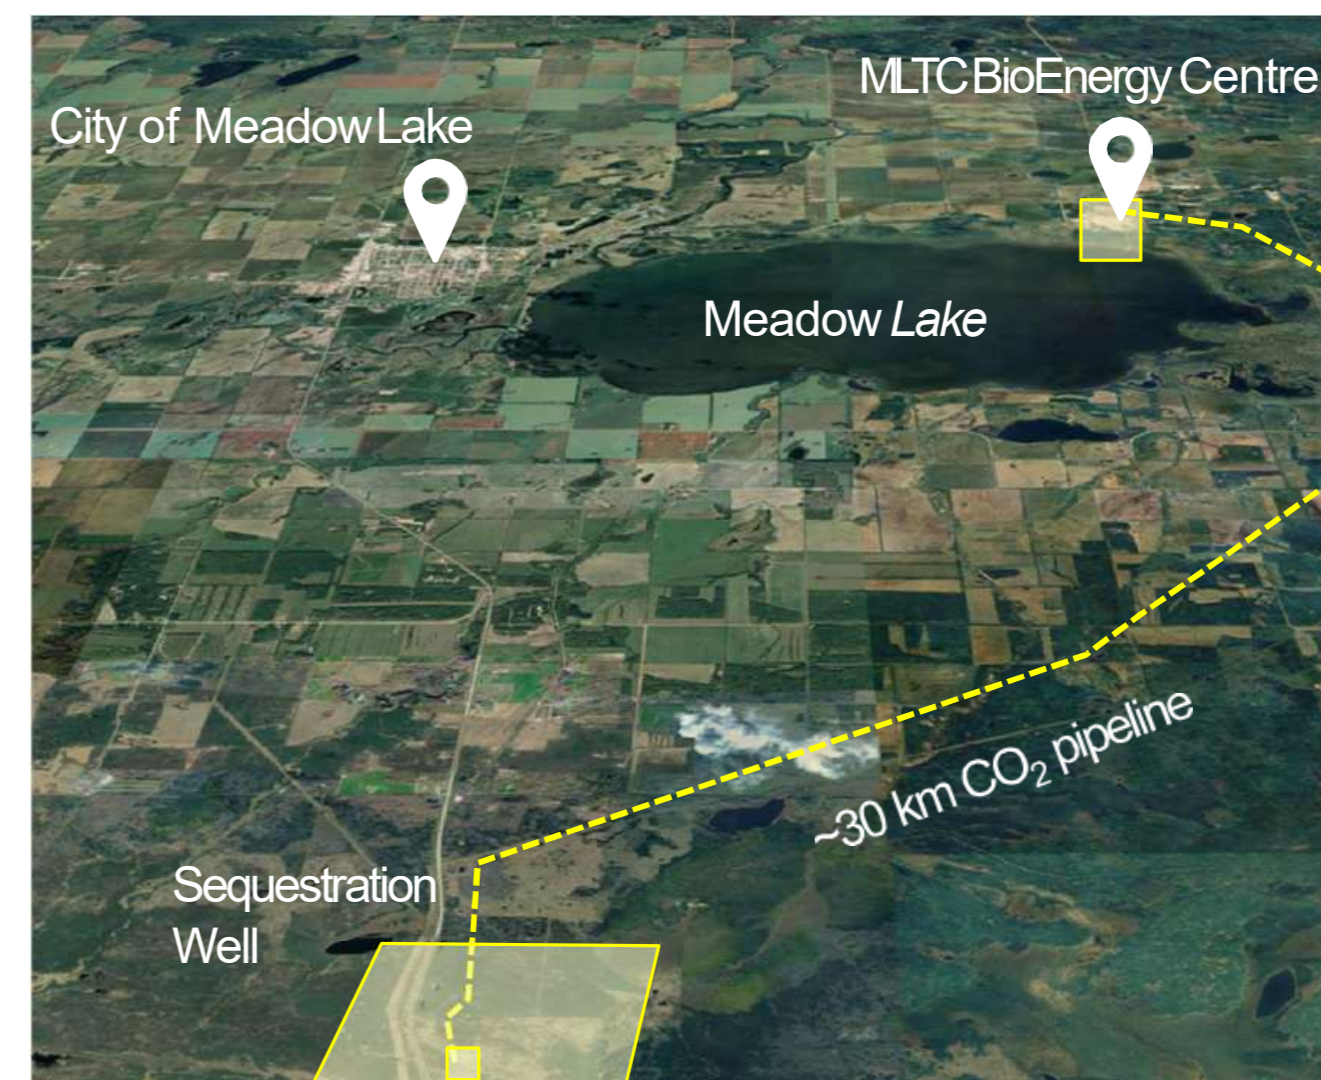 MLTC BioEnergy Centre
City of Meadow Lake
Meadow Lake
~30 km CO₂ pipeline
Sequestration
Well